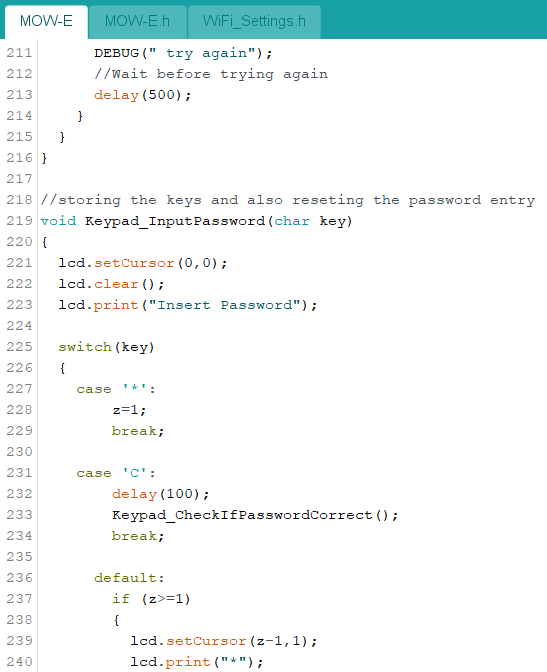 MOW-E MOW-E.h WiFi_Settings.h
211       DEBUG(" try again");
212       //Wait before trying again
213       delay(500);
214     }
215   }
216 }
217
218 //storing the keys and also reseting the password entry
219 void Keypad_InputPassword(char key)
220 {
221   lcd.setCursor(0,0);
222   lcd.clear();
223   lcd.print("Insert Password");
224
225   switch(key)
226   {
227     case '*':
228         z=1;
229         break;
230
231     case 'C':
232         delay(100);
233         Keypad_CheckIfPasswordCorrect();
234         break;
235
236       default:
237         if (z>=1)
238         {
239           lcd.setCursor(z-1,1);
240           lcd.print("*");